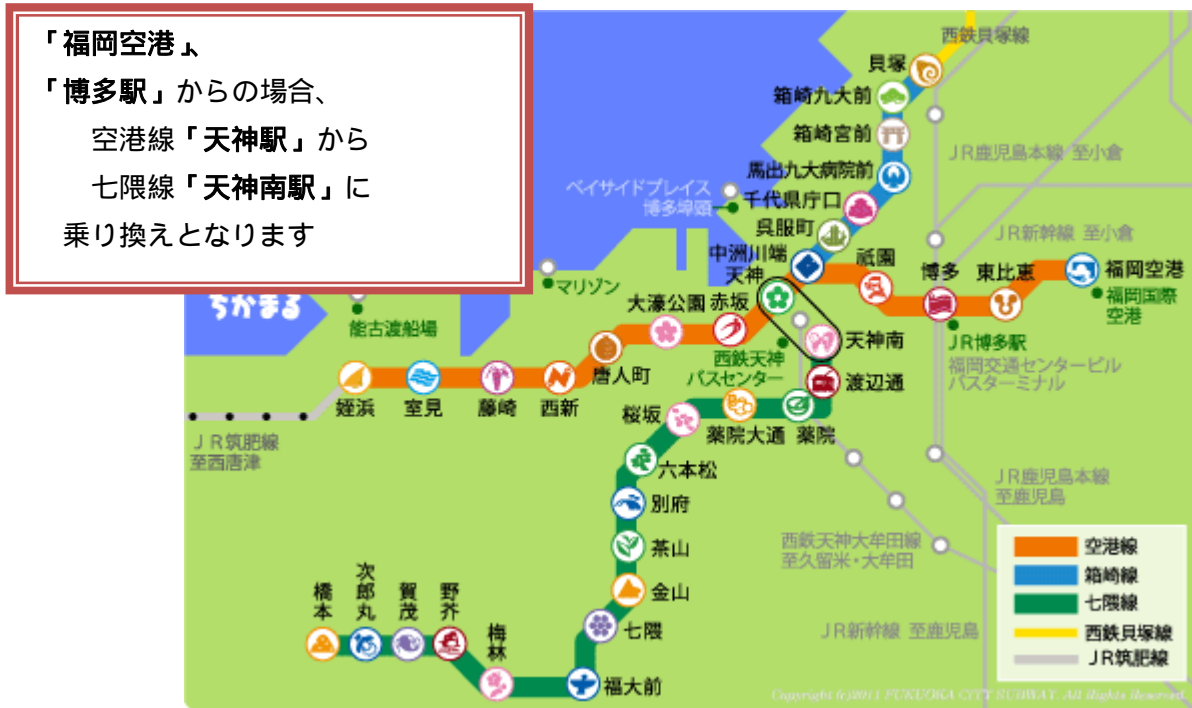 「福岡空港」、
「博多駅」からの場合、
空港線「天神駅」から
七隈線「天神南駅」に
乗り換えとなります
西鉄貝塚線
貝塚
箱崎九大前
箱崎宮前
JR鹿児島本線 至小倉
馬出九大病院前
ベイサイドプレイス
博多埠頭
千代県庁口
呉服町
JR新幹線 至小倉
中洲川端
祇園
博多
東比恵
福岡空港
福岡国際
空港
天神
マリゾン
ちかまる
能古渡船場
大濠公園
赤坂
天神南
JR博多駅
福岡交通センタービル
バスターミナル
西鉄天神
バスセンター
唐人町
渡辺通
姪浜
室見
藤崎
西新
桜坂
薬院大通
薬院
JR筑肥線
至西唐津
六本松
JR鹿児島本線
至鹿児島
別府
茶山
西鉄天神大牟田線
至久留米・大牟田
金山
七隈
JR新幹線 至鹿児島
橋本
次郎丸
賀茂
野芥
梅林
福大前
空港線
箱崎線
七隈線
西鉄貝塚線
JR筑肥線
Copyright (c)2011 FUKUOKA CITY SUBWAY. All Rights Reserved.